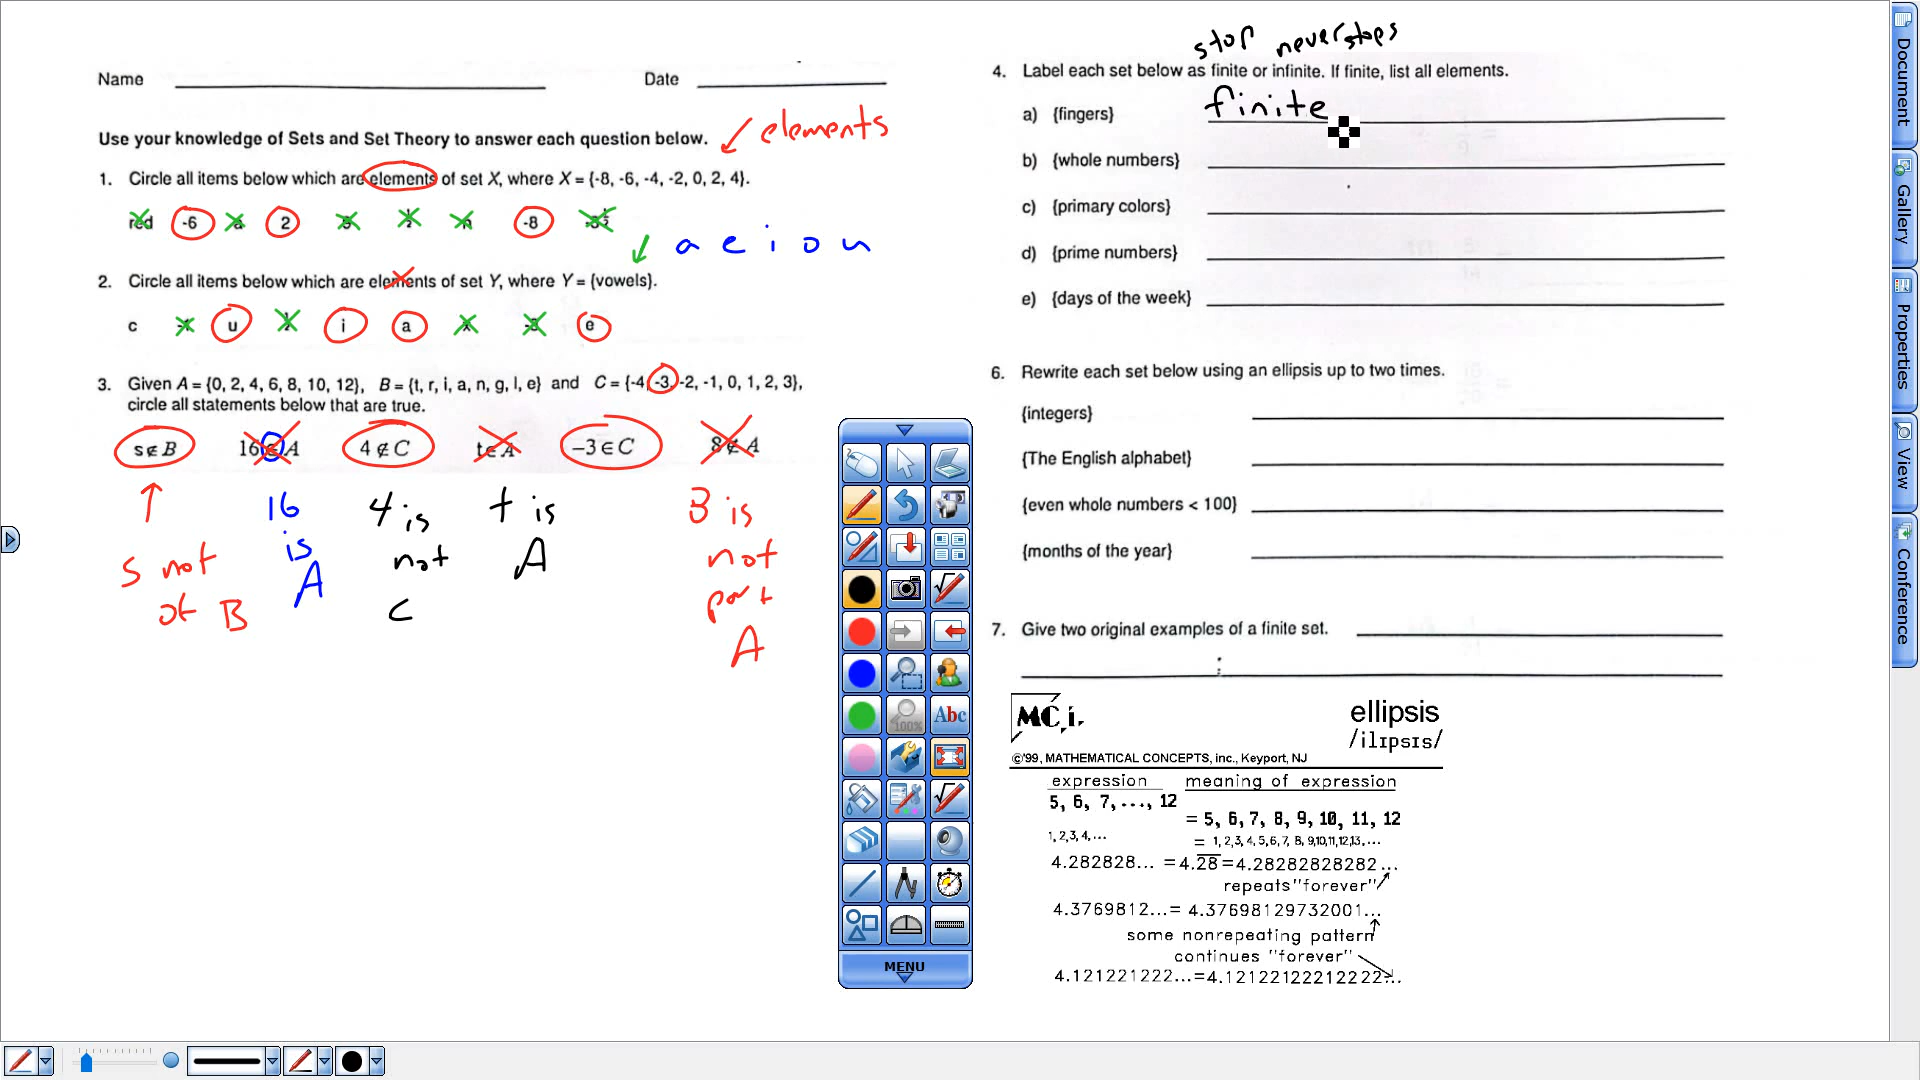 Name
Date
Use your knowledge of Sets and Set Theory to answer each question below.
elements
1. Circle all items below which are elements of set X, where X = {-8, -6, -4, -2, 0, 2, 4}.
red -6 a 2 -8
a e i o u
2. Circle all items below which are elements of set Y, where Y = {vowels}.
c u i a e
3. Given A = {0, 2, 4, 6, 8, 10, 12}, B = {t, r, i, a, n, g, l, e} and C = {-4, -3, -2, -1, 0, 1, 2, 3},
circle all statements below that are true.
s∉B 16∈A 4∉C t∈A −3∈C 8∉A
s not
of B
16
is
A
4 is
not
C
t is
A
8 is
not
part
A
stop never stops
4. Label each set below as finite or infinite. If finite, list all elements.
a) {fingers} finite
b) {whole numbers}
c) {primary colors}
d) {prime numbers}
e) {days of the week}
6. Rewrite each set below using an ellipsis up to two times.
{integers}
{The English alphabet}
{even whole numbers < 100}
{months of the year}
7. Give two original examples of a finite set.
MC i.
ellipsis
/ilɪpsɪs/
©'99, MATHEMATICAL CONCEPTS, inc., Keyport, NJ
expression meaning of expression
5, 6, 7, ..., 12
= 5, 6, 7, 8, 9, 10, 11, 12
1, 2, 3, 4, ...
= 1, 2, 3, 4, 5, 6, 7, 8, 9, 10, 11, 12, 13, ...
4.282828... = 4.2̅8̅ = 4.28282828282...
repeats "forever"
4.3769812... = 4.37698129732001...
some nonrepeating pattern
continues "forever"
4.121221222... = 4.12122122212222...
100%
Abc
MENU
Document
Gallery
Properties
View
Conference